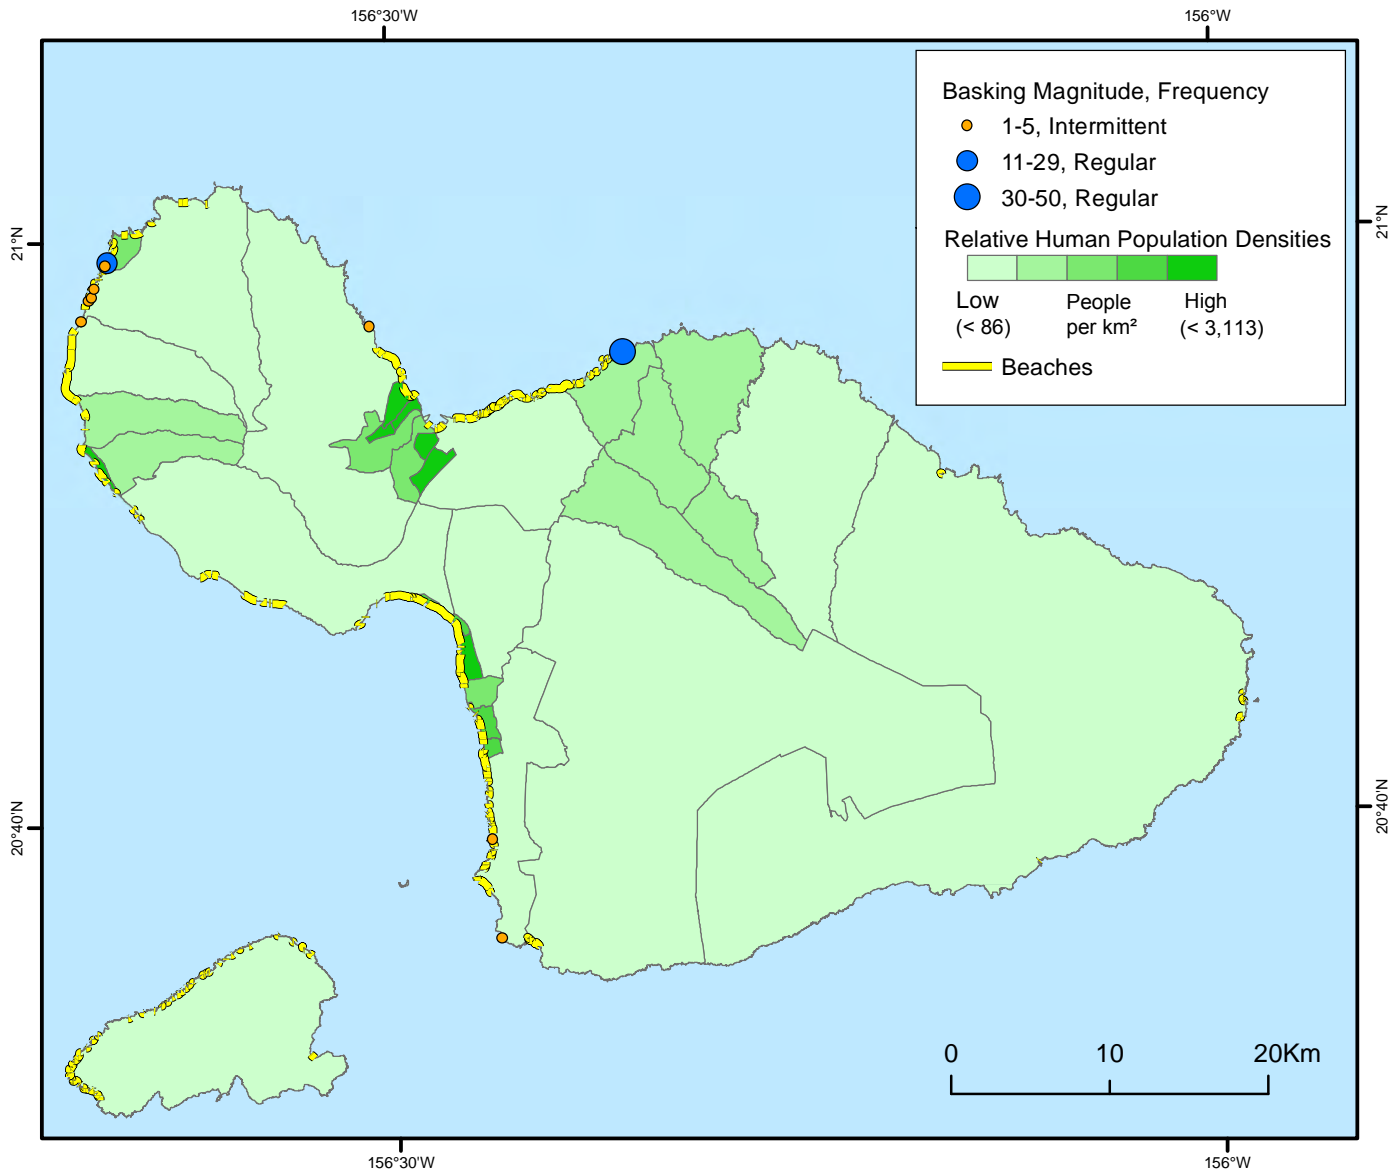 156°30'W
156°W
Basking Magnitude, Frequency
1-5, Intermittent
11-29, Regular
30-50, Regular
Relative Human Population Densities
Low
(< 86)
People
per km²
High
(< 3,113)
Beaches
21°N
21°N
20°40'N
20°40'N
0 10 20Km
156°30'W
156°W